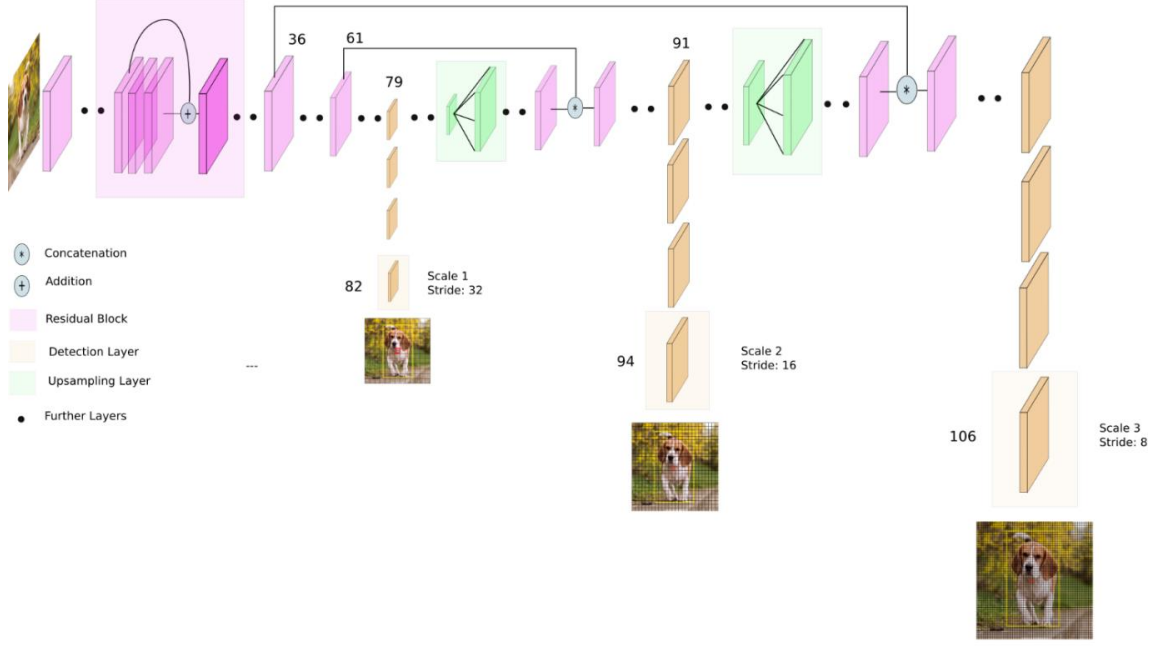 36
61
91
79
*
+
*
* Concatenation
+ Addition
Residual Block
Detection Layer
Upsampling Layer
Further Layers
---
82
Scale 1
Stride: 32
94
Scale 2
Stride: 16
106
Scale 3
Stride: 8